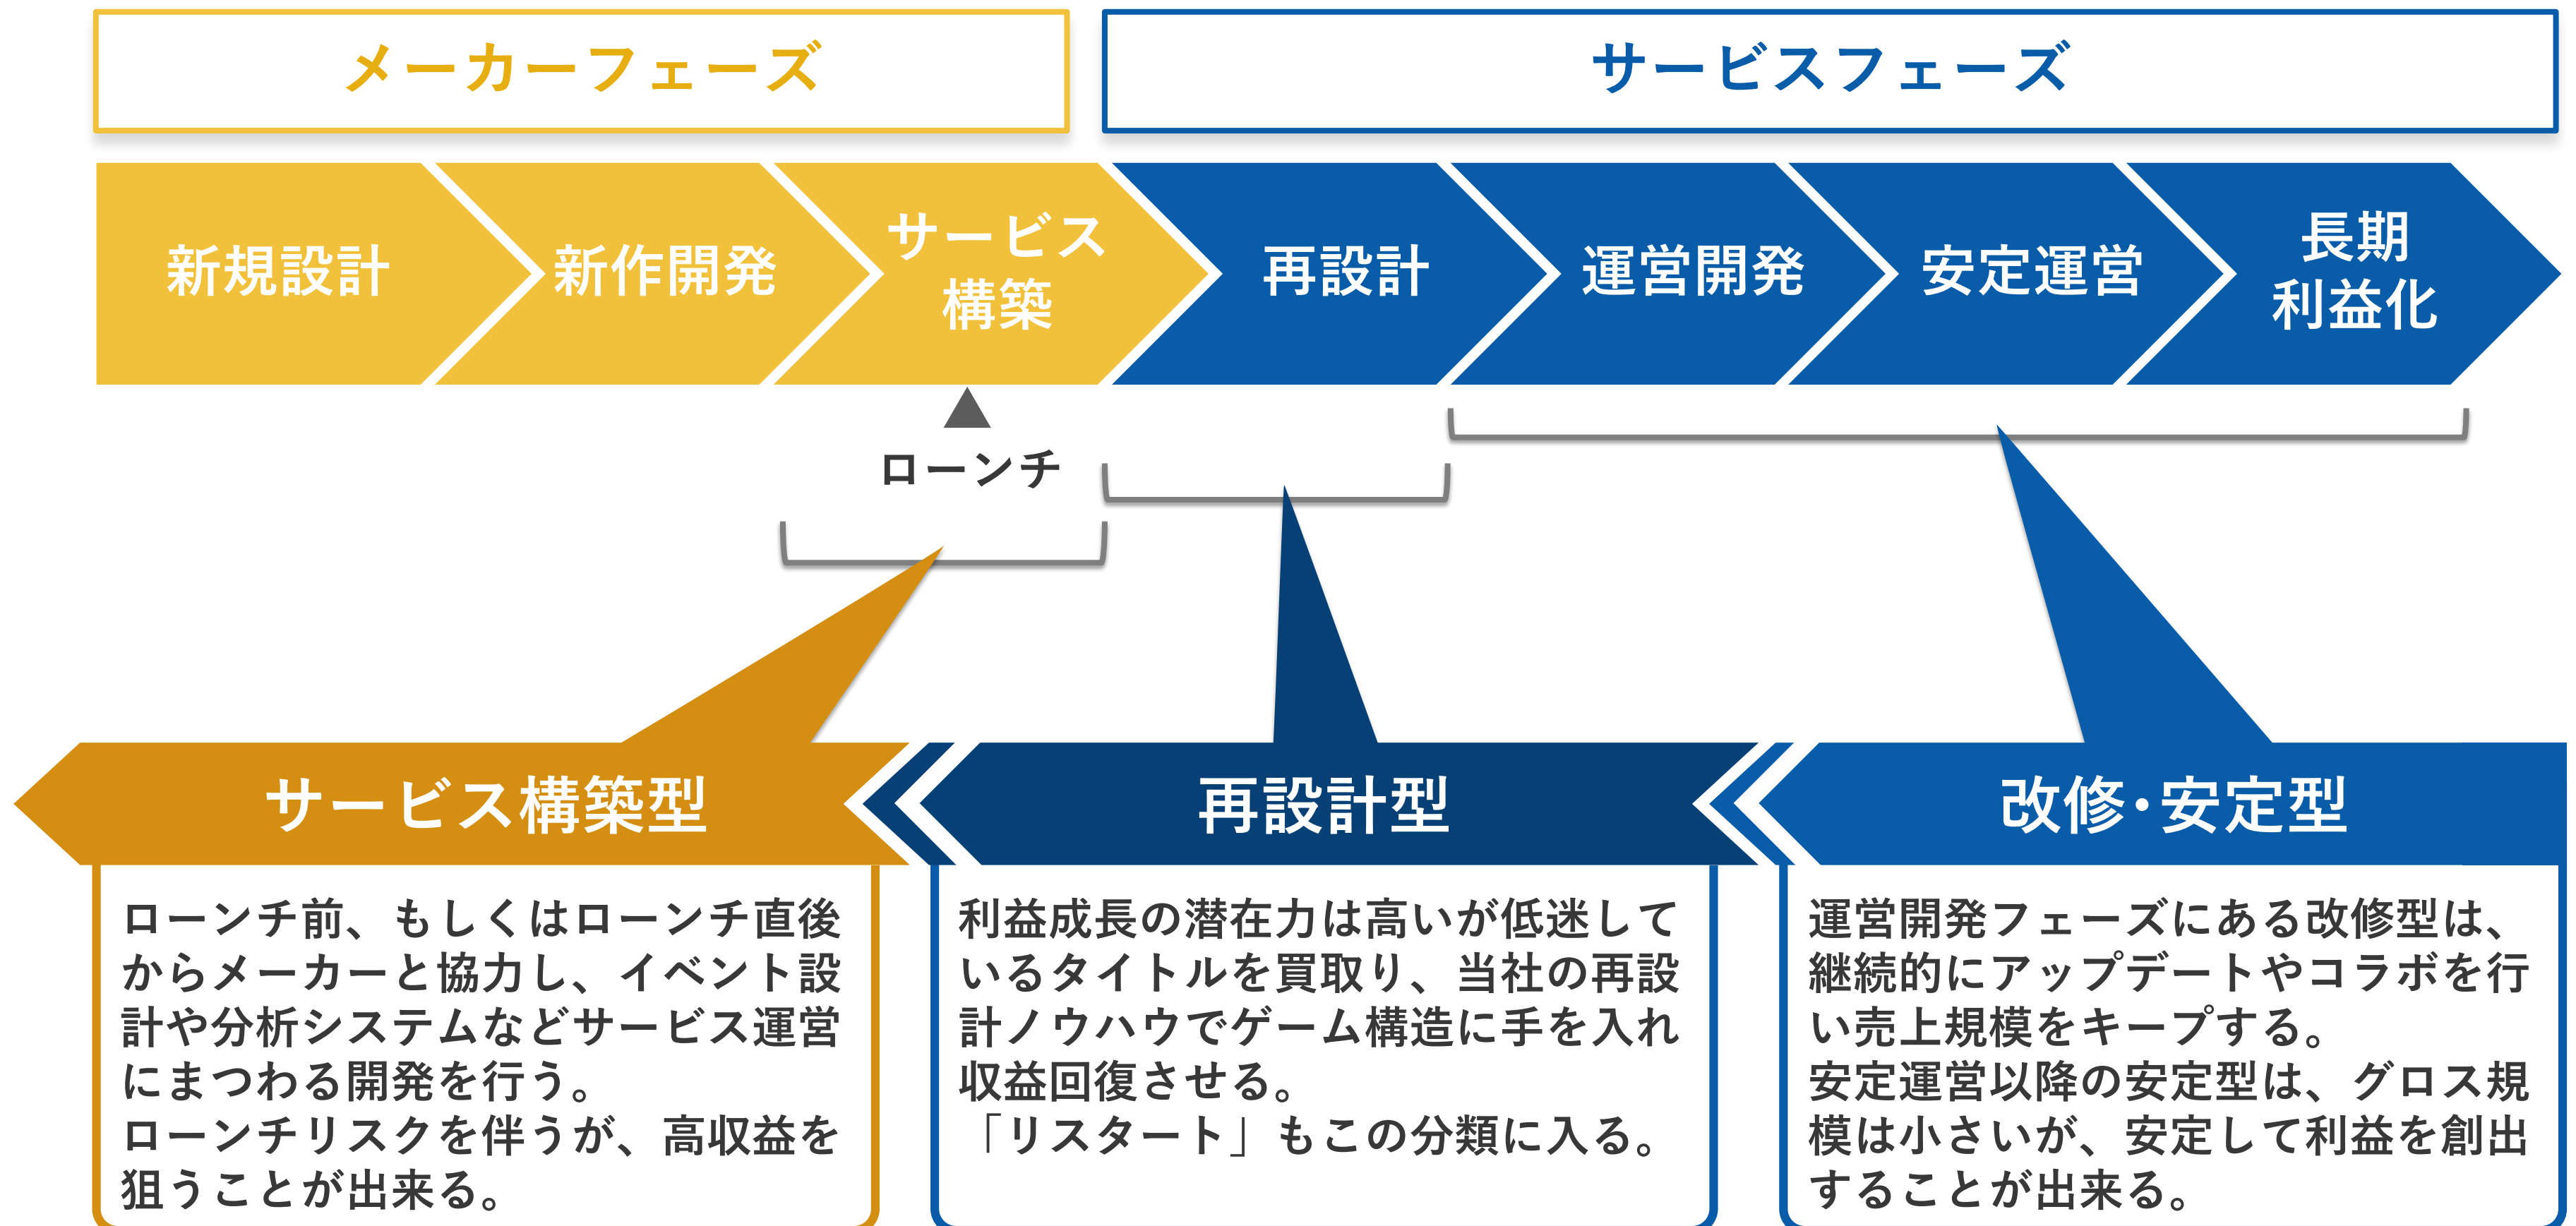 メーカーフェーズ
サービスフェーズ
新規設計
新作開発
サービス
構築
再設計
運営開発
安定運営
長期
利益化
ローンチ
サービス構築型
ローンチ前、もしくはローンチ直後
からメーカーと協力し、イベント設
計や分析システムなどサービス運営
にまつわる開発を行う。
ローンチリスクを伴うが、高収益を
狙うことが出来る。
再設計型
利益成長の潜在力は高いが低迷して
いるタイトルを買取り、当社の再設
計ノウハウでゲーム構造に手を入れ
収益回復させる。
「リスタート」もこの分類に入る。
改修・安定型
運営開発フェーズにある改修型は、
継続的にアップデートやコラボを行
い売上規模をキープする。
安定運営以降の安定型は、グロス規
模は小さいが、安定して利益を創出
することが出来る。